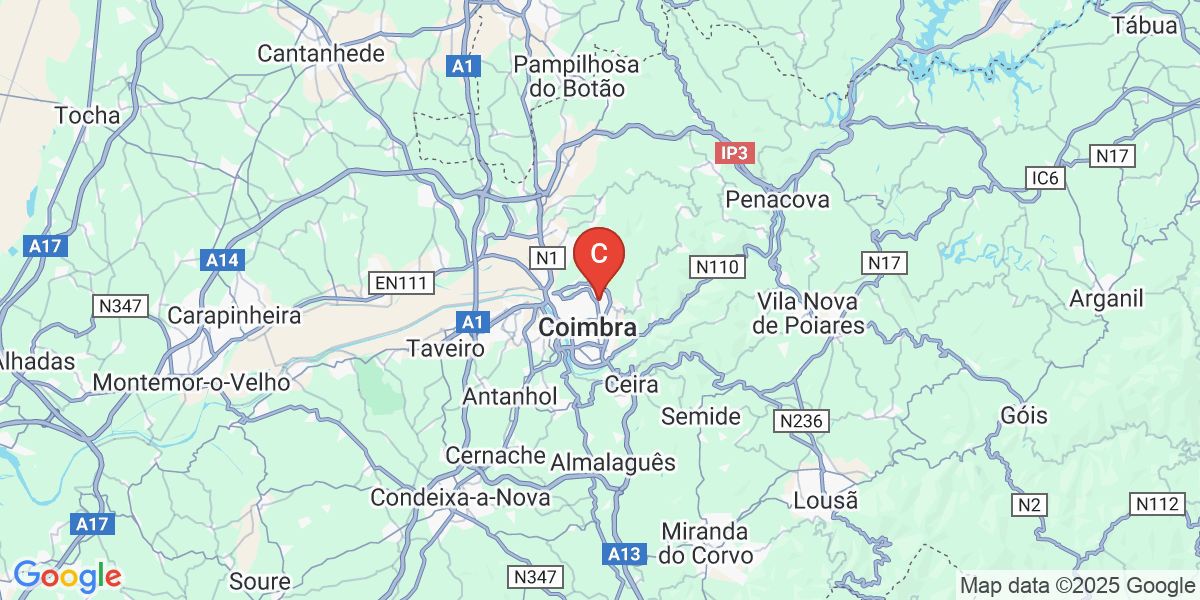 Tábua
Cantanhede
A1
Pampilhosa
do Botão
Tocha
IP3
N17
IC6
Penacova
A17
A14
N1
C
N110
N17
EN111
N347
Carapinheira
A1
Coimbra
Vila Nova
de Poiares
Arganil
Taveiro
Alhadas
Montemor-o-Velho
Antanhol
Ceira
Semide
N236
Góis
Cernache
Almalaguês
Condeixa-a-Nova
Lousã
N2
N112
A17
Miranda
do Corvo
A13
Google
Soure
N347
Map data ©2025 Google